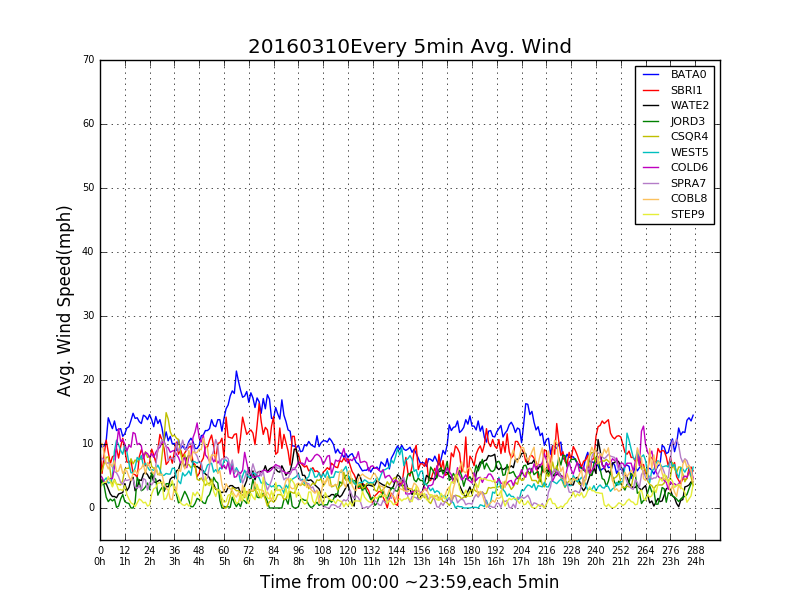 20160310Every 5min Avg. Wind
70
60
50
40
30
20
10
0
Avg. Wind Speed(mph)
BATA0
SBRI1
WATE2
JORD3
CSQR4
WEST5
COLD6
SPRA7
COBL8
STEP9
0 12 24 36 48 60 72 84 96 108 120 132 144 156 168 180 192 204 216 228 240 252 264 276 288
0h 1h 2h 3h 4h 5h 6h 7h 8h 9h 10h 11h 12h 13h 14h 15h 16h 17h 18h 19h 20h 21h 22h 23h 24h
Time from 00:00 ~23:59,each 5min